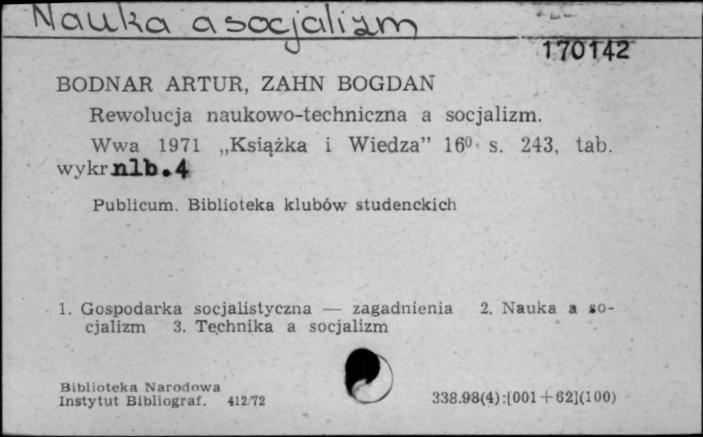 Nauka a socjalizm
170142
BODNAR ARTUR, ZAHN BOGDAN
Rewolucja naukowo-techniczna a socjalizm.
Wwa 1971 „Książka i Wiedza” 16⁰. s. 243, tab.
wykr nlb.4
Publicum. Biblioteka klubów studenckich
1. Gospodarka socjalistyczna — zagadnienia 2. Nauka a so-
cjalizm 3. Technika a socjalizm
Biblioteka Narodowa
Instytut Bibliograf. 412/72
338.98(4):[001+62](100)